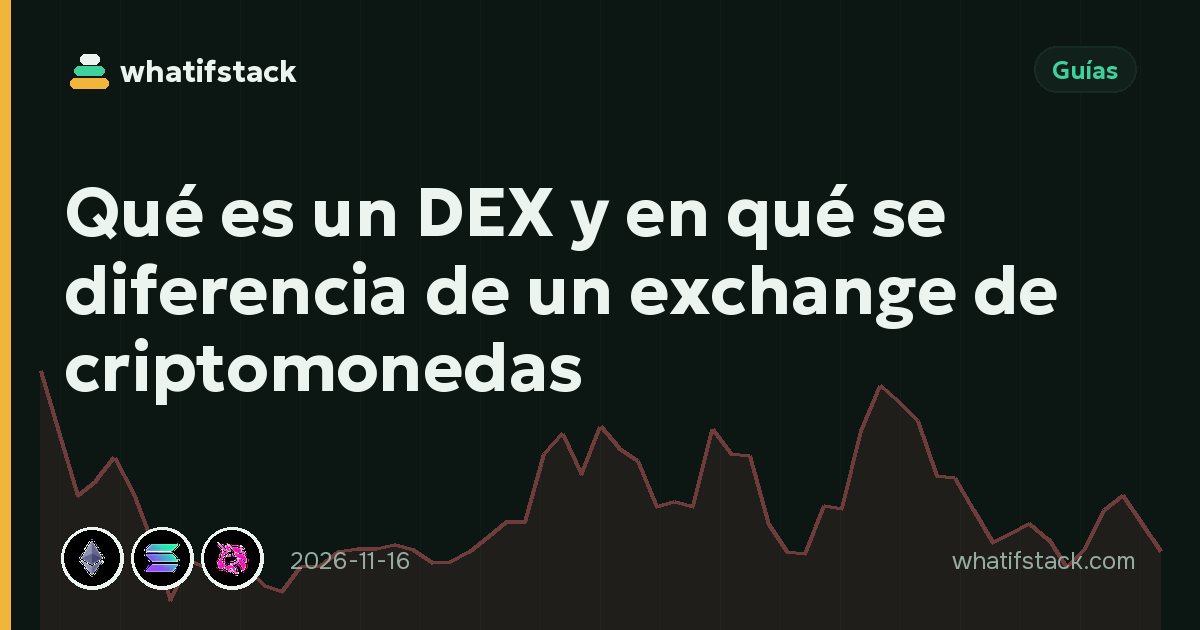 whatifstack
Guías
Qué es un DEX y en qué se
diferencia de un exchange de
criptomonedas
2026-11-16
whatifstack.com